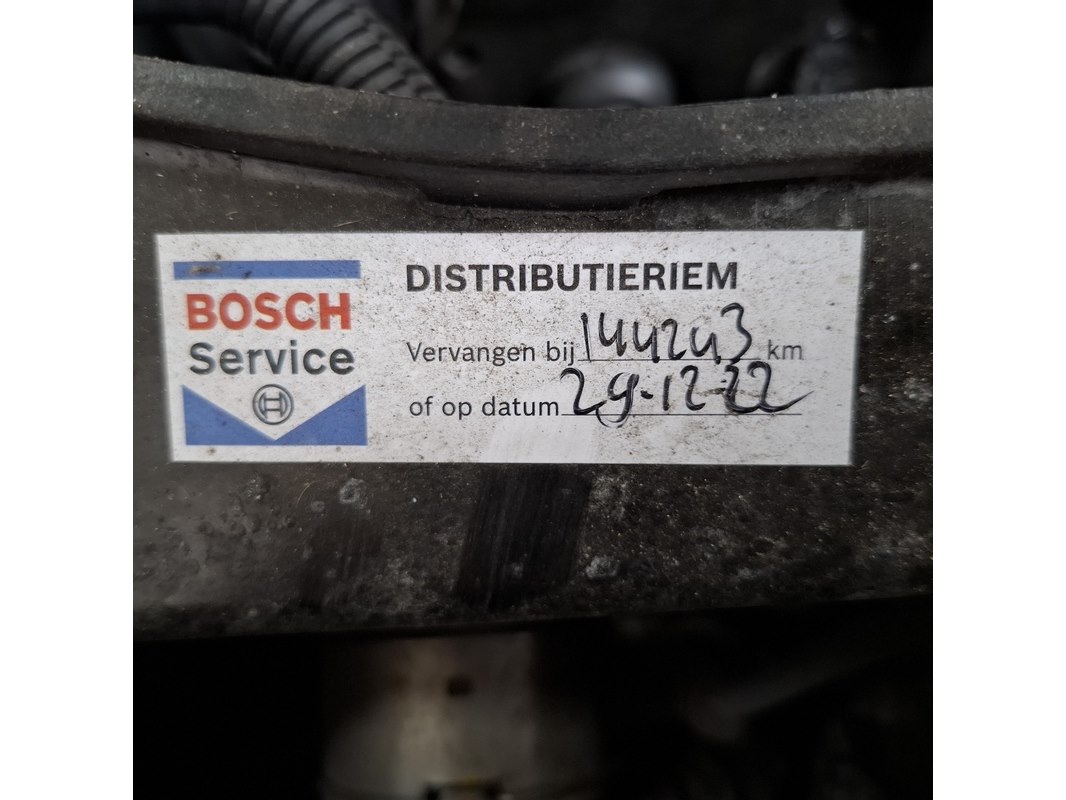 BOSCH
Service
DISTRIBUTIERIEM
Vervangen bij 144243 km
of op datum 29-12-22